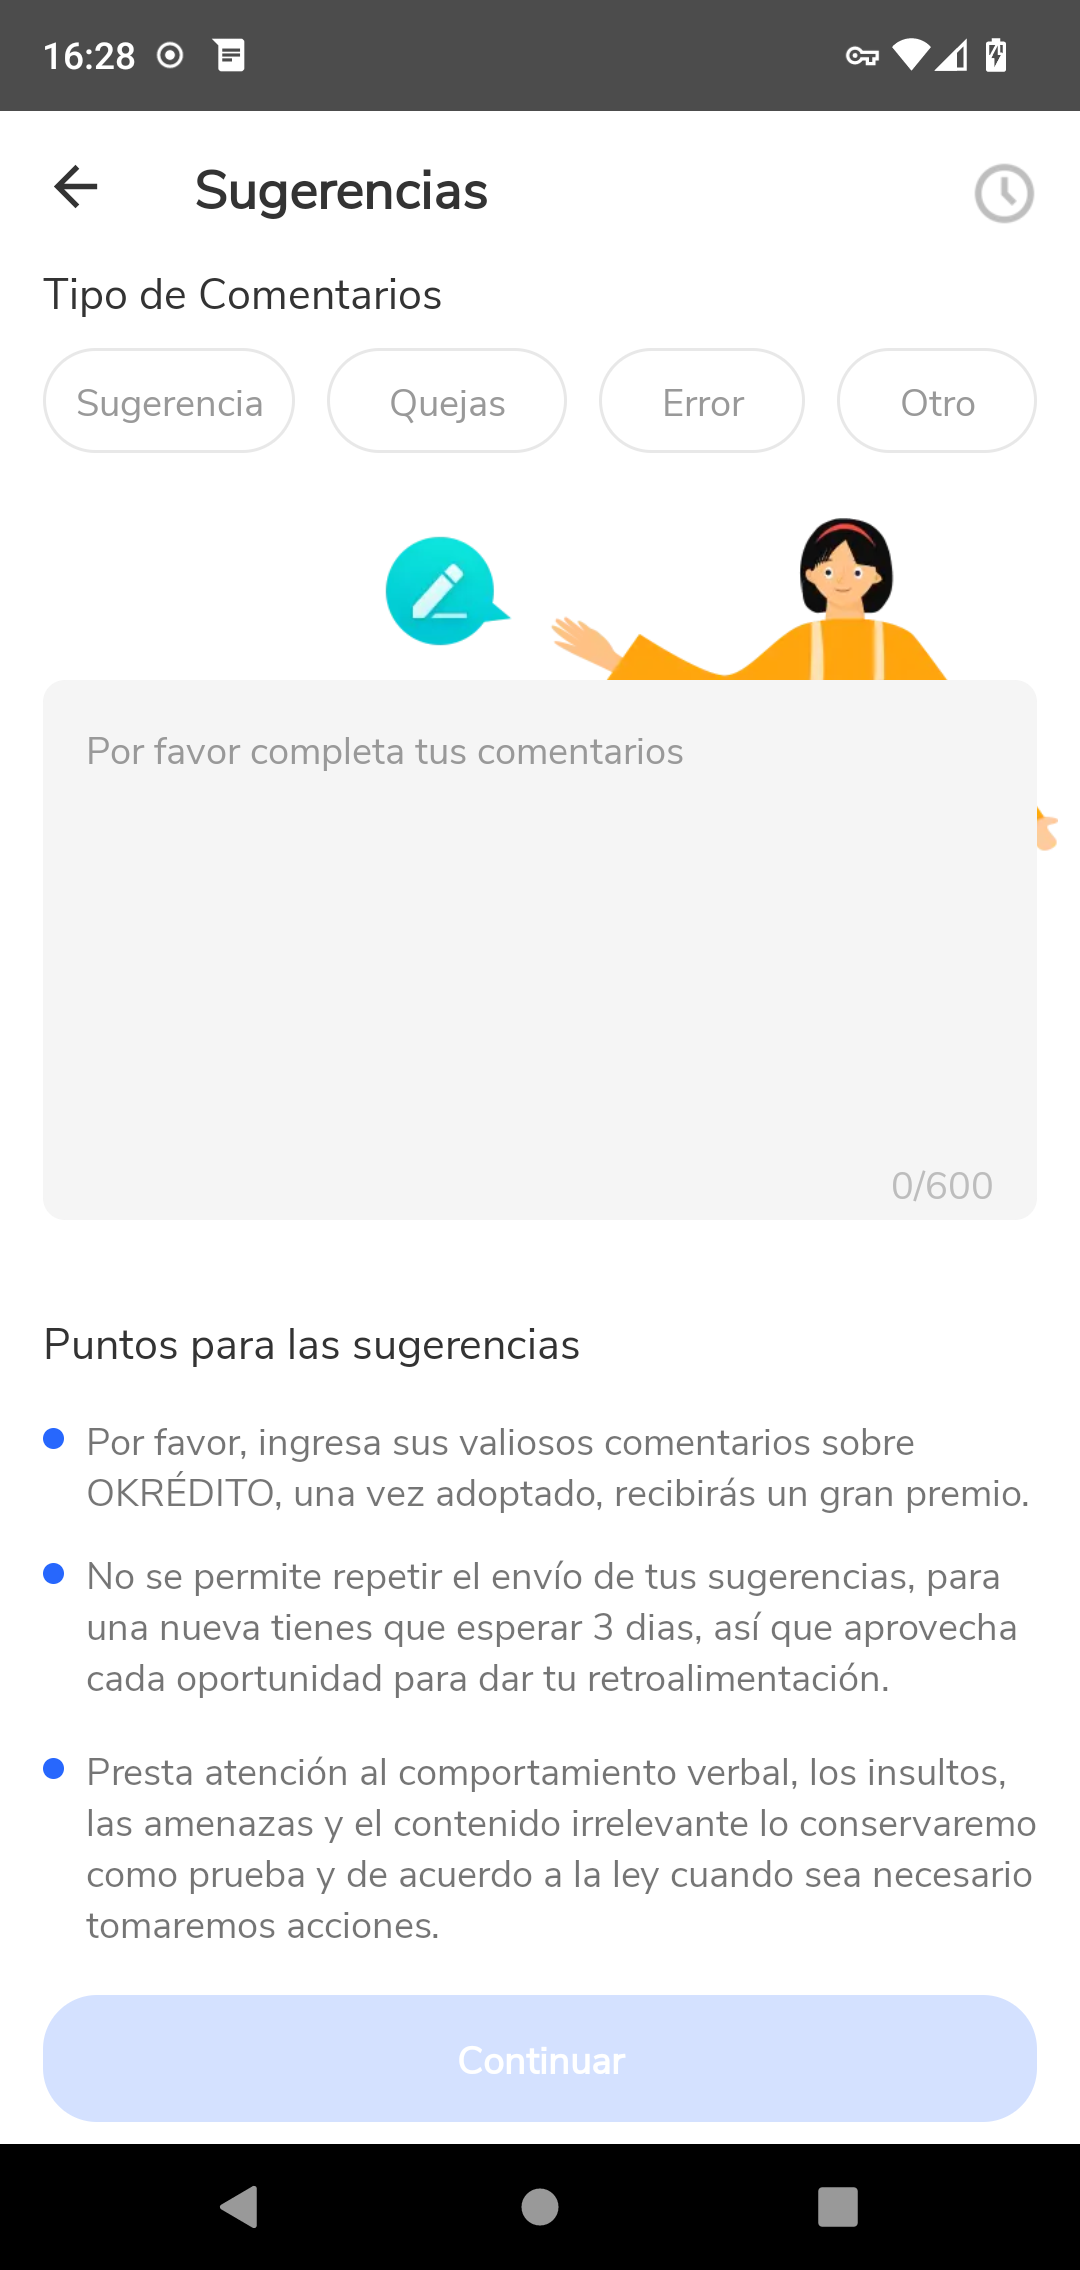 16:28
Sugerencias
Tipo de Comentarios
Sugerencia
Quejas
Error
Otro
Por favor completa tus comentarios
0/600
Puntos para las sugerencias
Por favor, ingresa sus valiosos comentarios sobre
OKRÉDITO, una vez adoptado, recibirás un gran premio.
No se permite repetir el envío de tus sugerencias, para
una nueva tienes que esperar 3 dias, así que aprovecha
cada oportunidad para dar tu retroalimentación.
Presta atención al comportamiento verbal, los insultos,
las amenazas y el contenido irrelevante lo conservaremo
como prueba y de acuerdo a la ley cuando sea necesario
tomaremos acciones.
Continuar